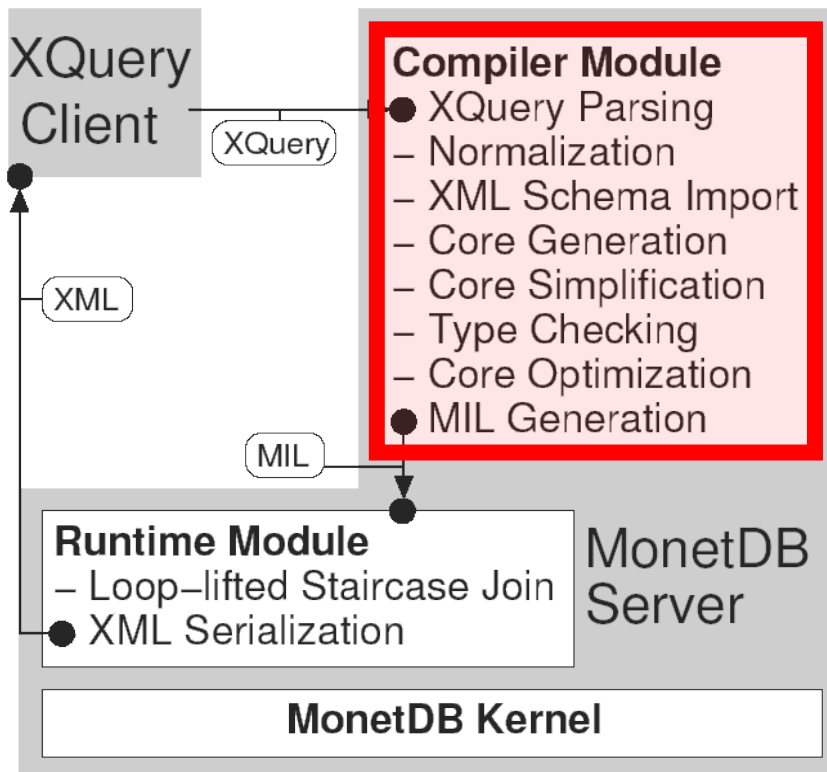 XQuery
Client
XQuery
XML
Compiler Module
XQuery Parsing
– Normalization
– XML Schema Import
– Core Generation
– Core Simplification
– Type Checking
– Core Optimization
MIL Generation
MIL
Runtime Module
– Loop–lifted Staircase Join
XML Serialization
MonetDB
Server
MonetDB Kernel